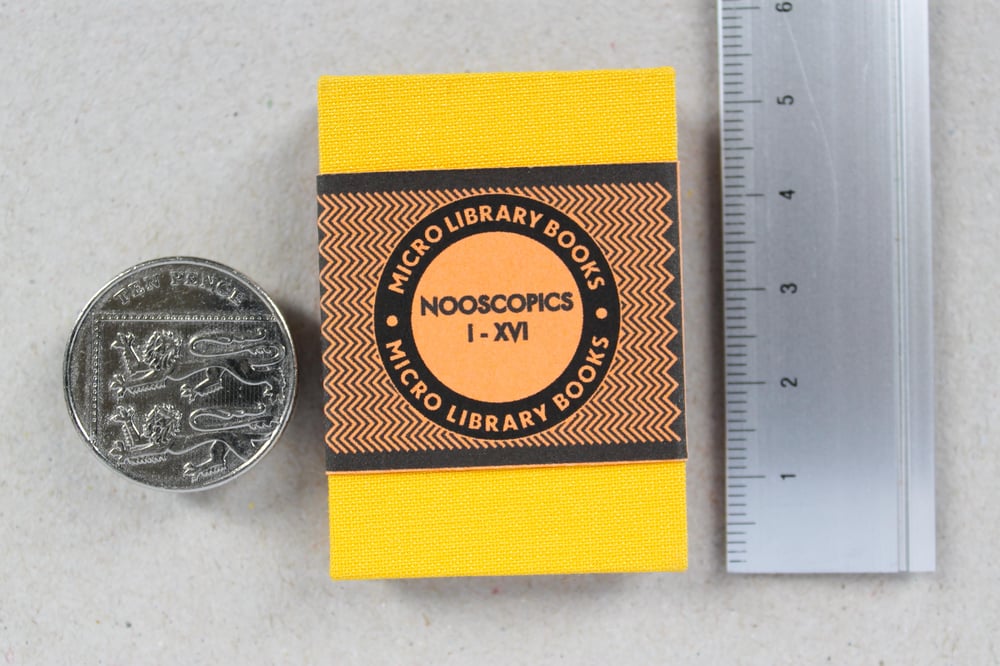 TEN PENCE
MICRO LIBRARY BOOKS
NOOSCOPICS
I - XVI
MICRO LIBRARY BOOKS
6
5
4
3
2
1